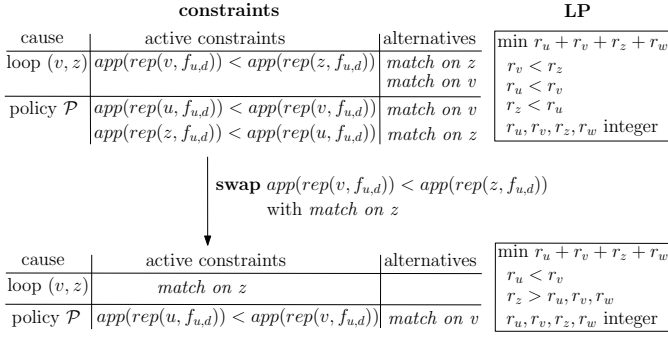 constraints LP
cause active constraints alternatives min r_u + r_v + r_z + r_w
loop (v, z) app(rep(v, f_{u,d})) < app(rep(z, f_{u,d})) match on z r_v < r_z
match on v r_u < r_v
policy P app(rep(u, f_{u,d})) < app(rep(v, f_{u,d})) match on v r_z < r_u
app(rep(z, f_{u,d})) < app(rep(u, f_{u,d})) match on z r_u, r_v, r_z, r_w integer
swap app(rep(v, f_{u,d})) < app(rep(z, f_{u,d}))
with match on z
cause active constraints alternatives min r_u + r_v + r_z + r_w
loop (v, z) match on z r_u < r_v
r_z > r_u, r_v, r_w
policy P app(rep(u, f_{u,d})) < app(rep(v, f_{u,d})) match on v r_u, r_v, r_z, r_w integer